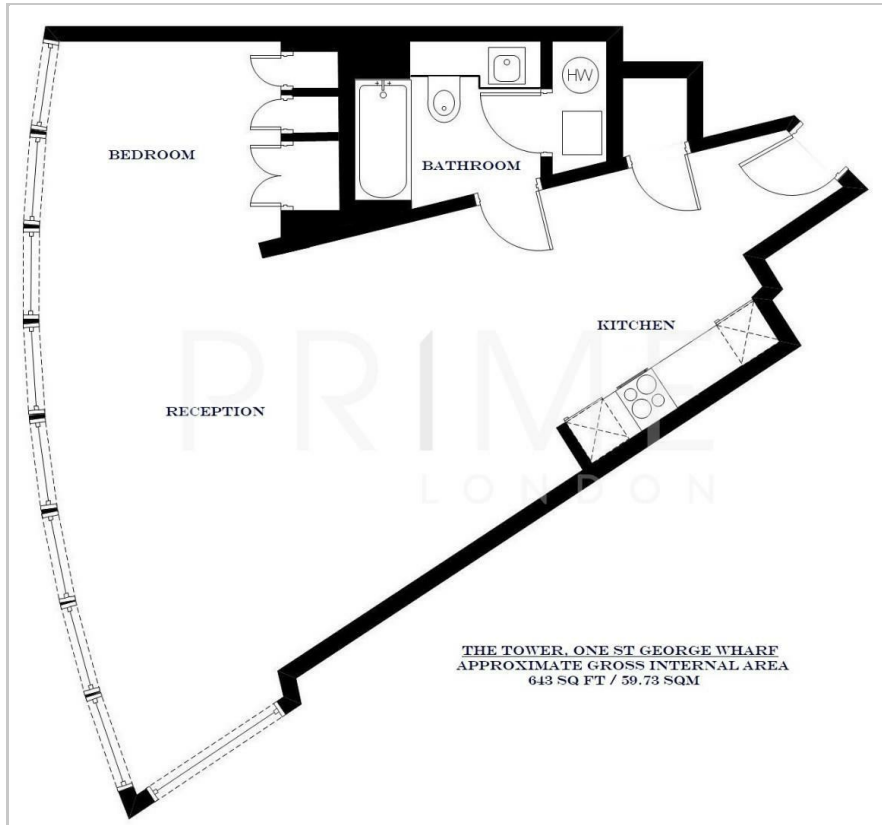 HW
BEDROOM
BATHROOM
KITCHEN
RECEPTION
PRIME
LONDON
THE TOWER, ONE ST GEORGE WHARF
APPROXIMATE GROSS INTERNAL AREA
643 SQ FT / 59.73 SQM